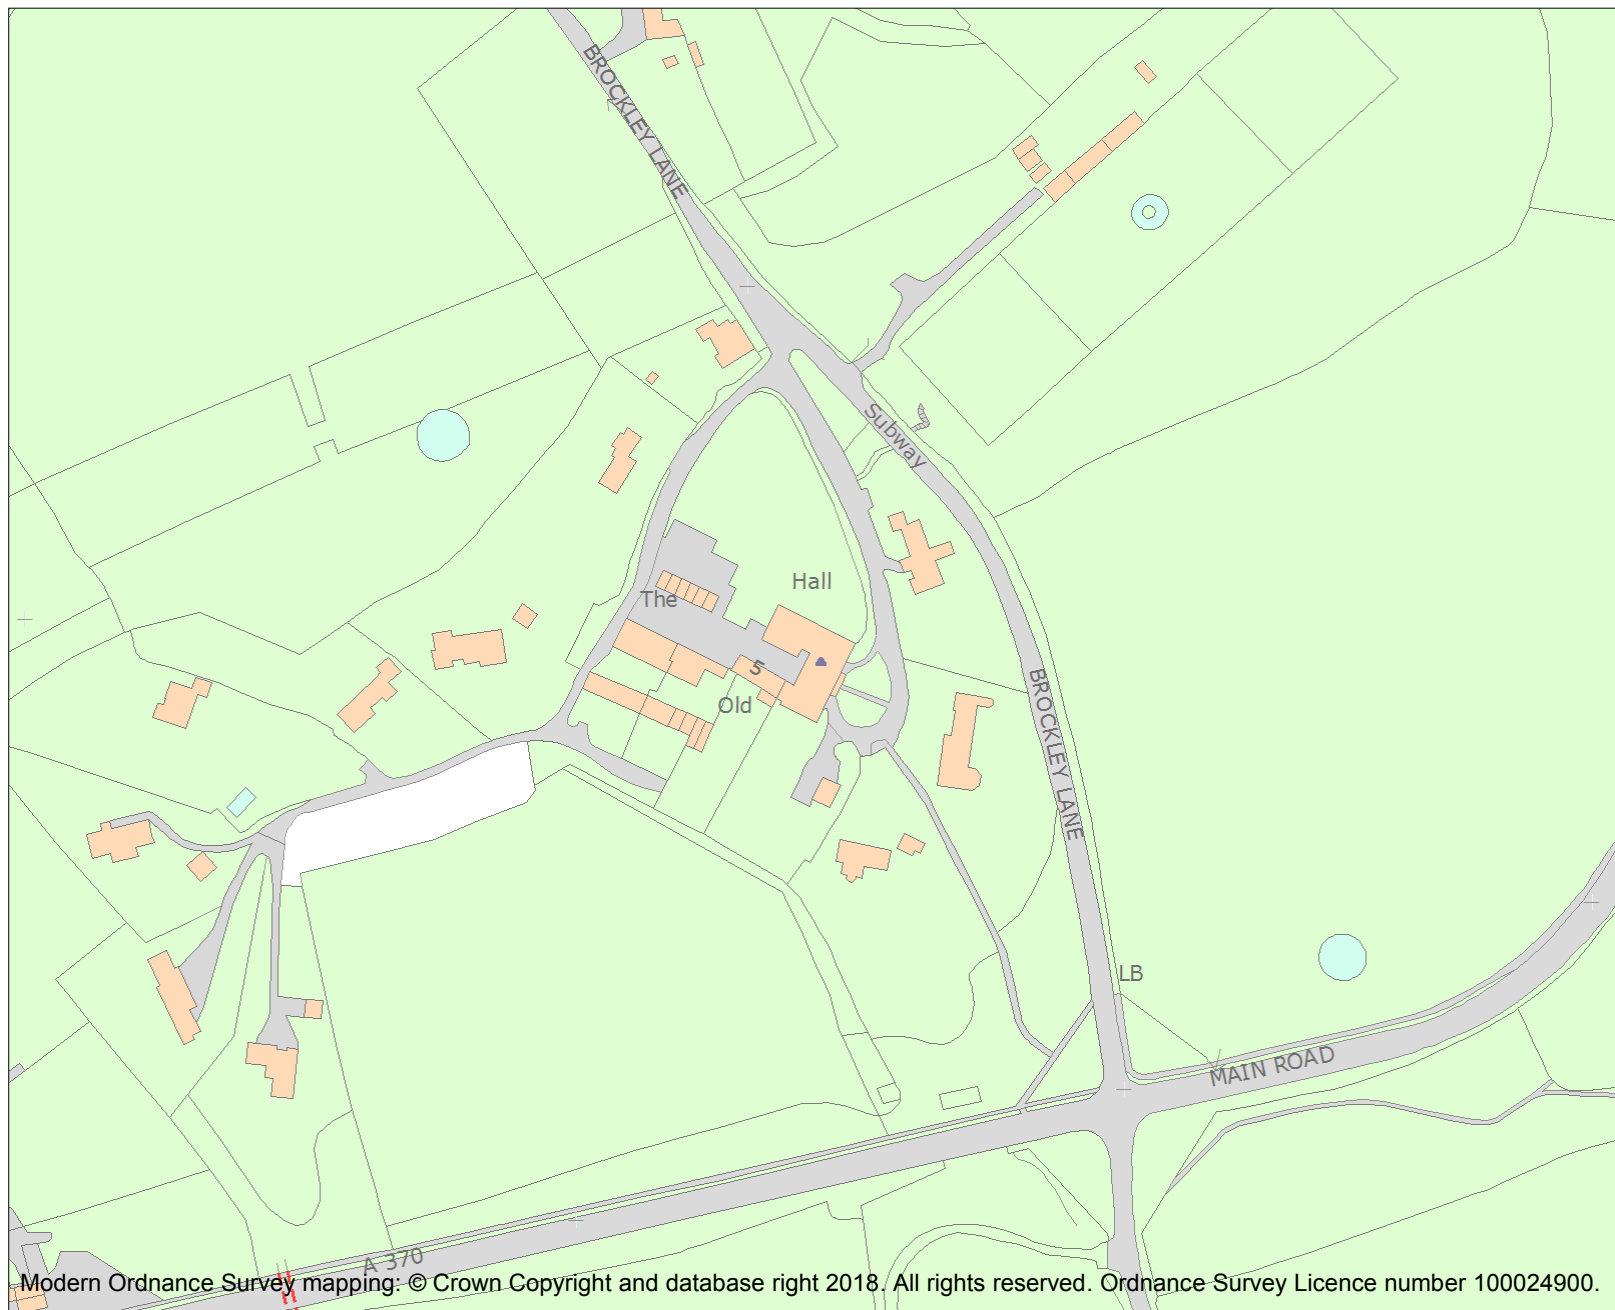 BROCKLEY LANE
Subway
Hall
The
5
Old
BROCKLEY LANE
LB
MAIN ROAD
A 370
Modern Ordnance Survey mapping: © Crown Copyright and database right 2018. All rights reserved. Ordnance Survey Licence number 100024900.